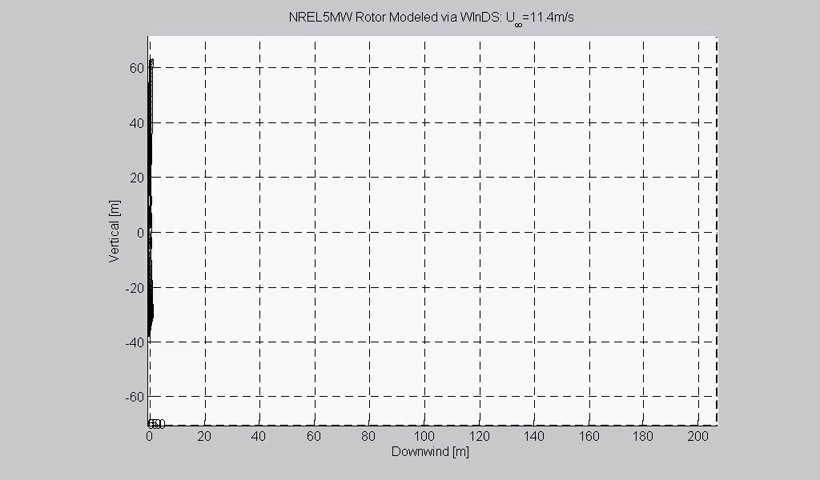 NREL5MW Rotor Modeled via WInDS: U∞=11.4m/s
60
40
20
0
-20
-40
-60
Vertical [m]
0 20 40 60 80 100 120 140 160 180 200
Downwind [m]